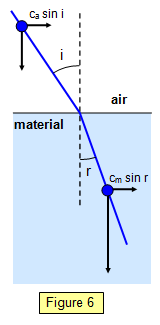 cₐ sin i
i
air
material
r
cₘ sin r
Figure 6